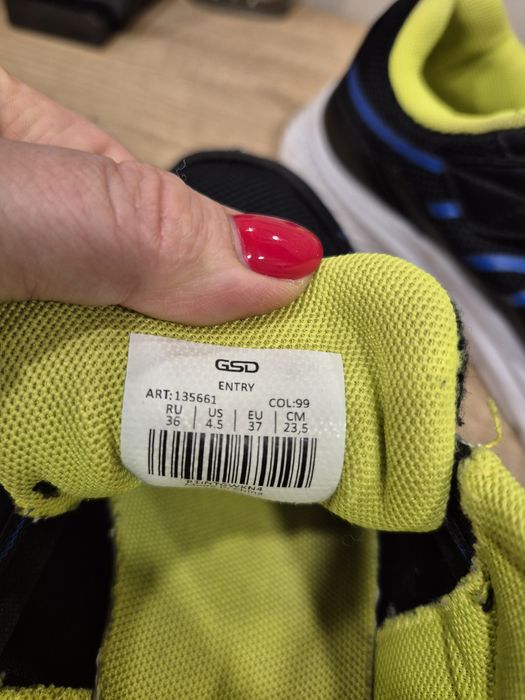 GSD
ENTRY
ART:135661 COL:99
RU | US | EU | CM
36 | 4.5 | 37 | 23,5